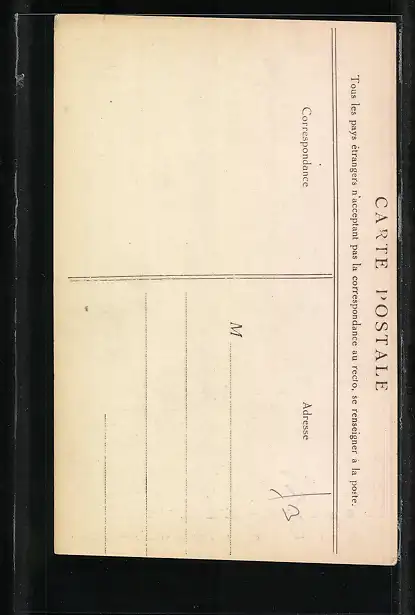 CARTE POSTALE
Tous les pays étrangers n'acceptant pas la correspondance au recto, se renseigner à la poste.
Correspondance
Adresse
M